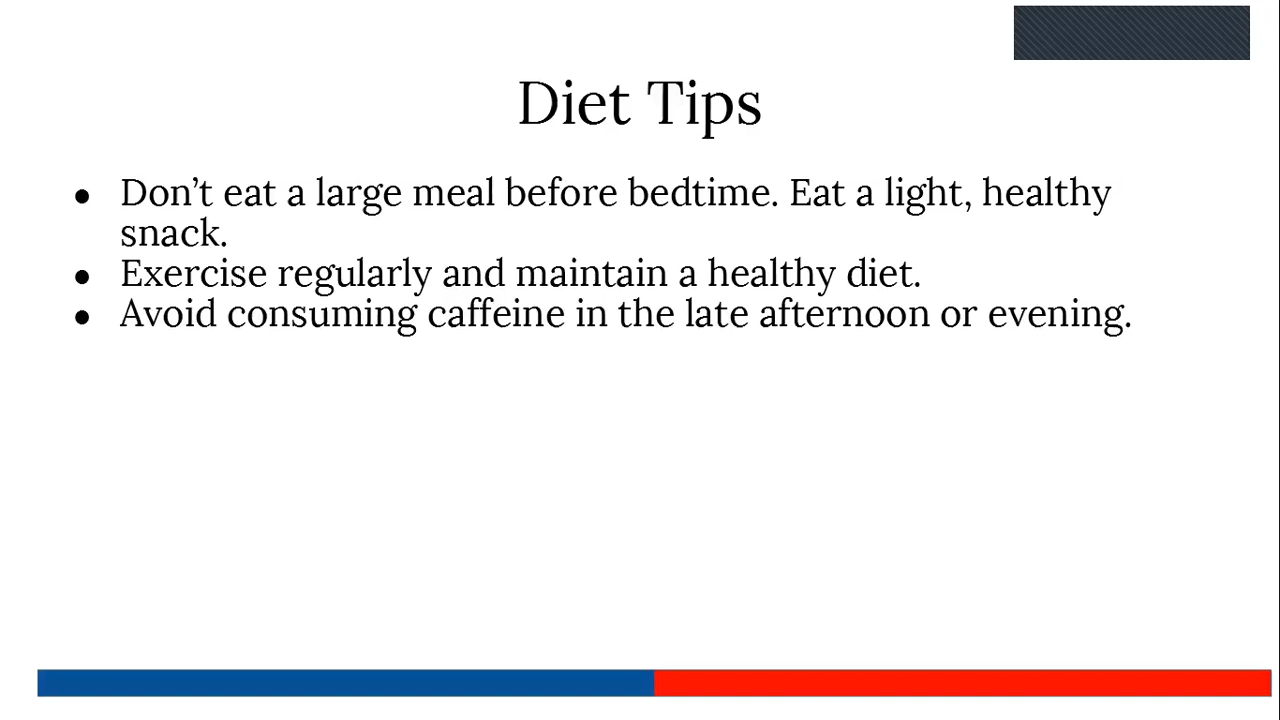 Diet Tips
● Don’t eat a large meal before bedtime. Eat a light, healthy
snack.
● Exercise regularly and maintain a healthy diet.
● Avoid consuming caffeine in the late afternoon or evening.